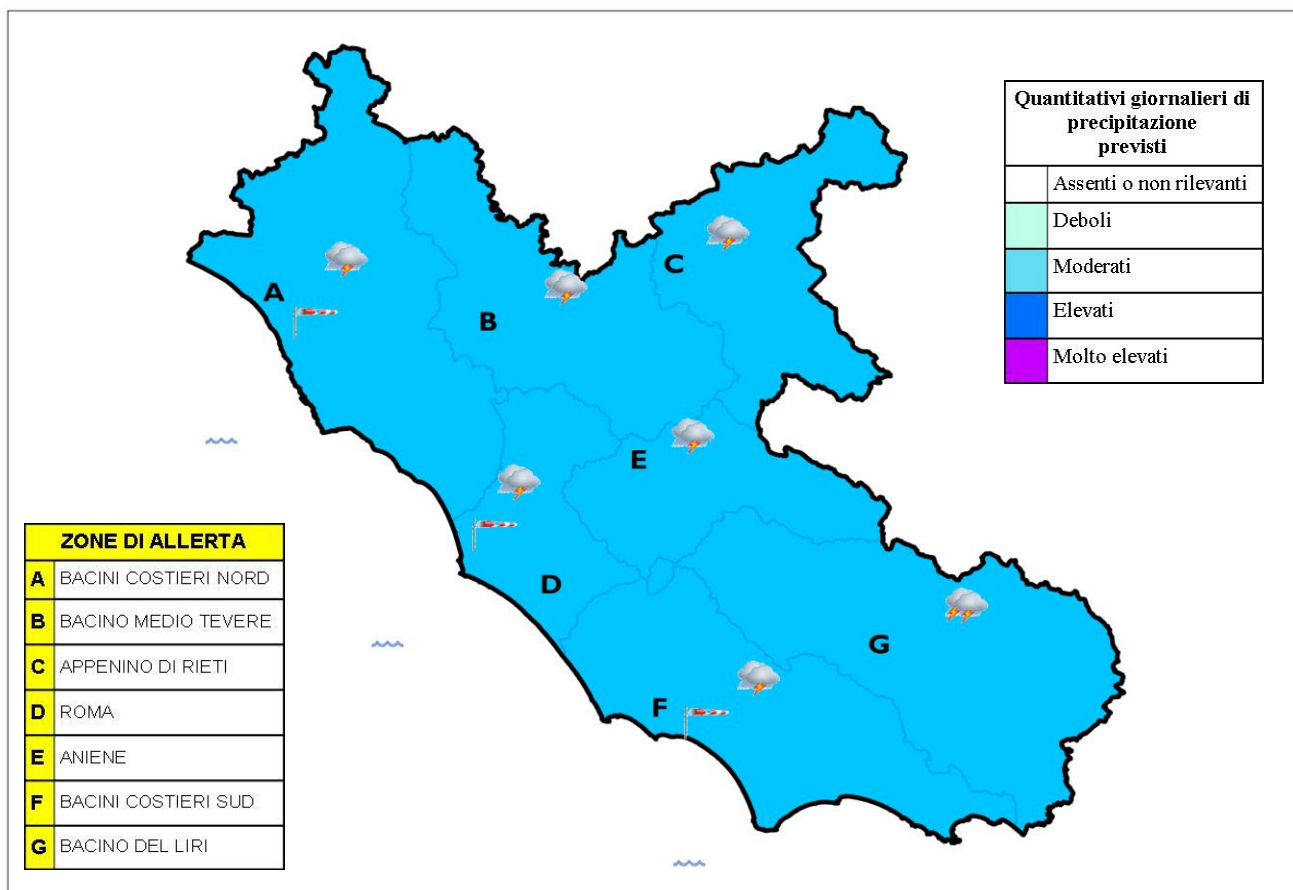 Quantitativi giornalieri di
precipitazione
previsti
Assenti o non rilevanti
Deboli
Moderati
Elevati
Molto elevati
C
A
B
E
D
G
F
ZONE DI ALLERTA
A BACINI COSTIERI NORD
B BACINO MEDIO TEVERE
C APPENINO DI RIETI
D ROMA
E ANIENE
F BACINI COSTIERI SUD
G BACINO DEL LIRI